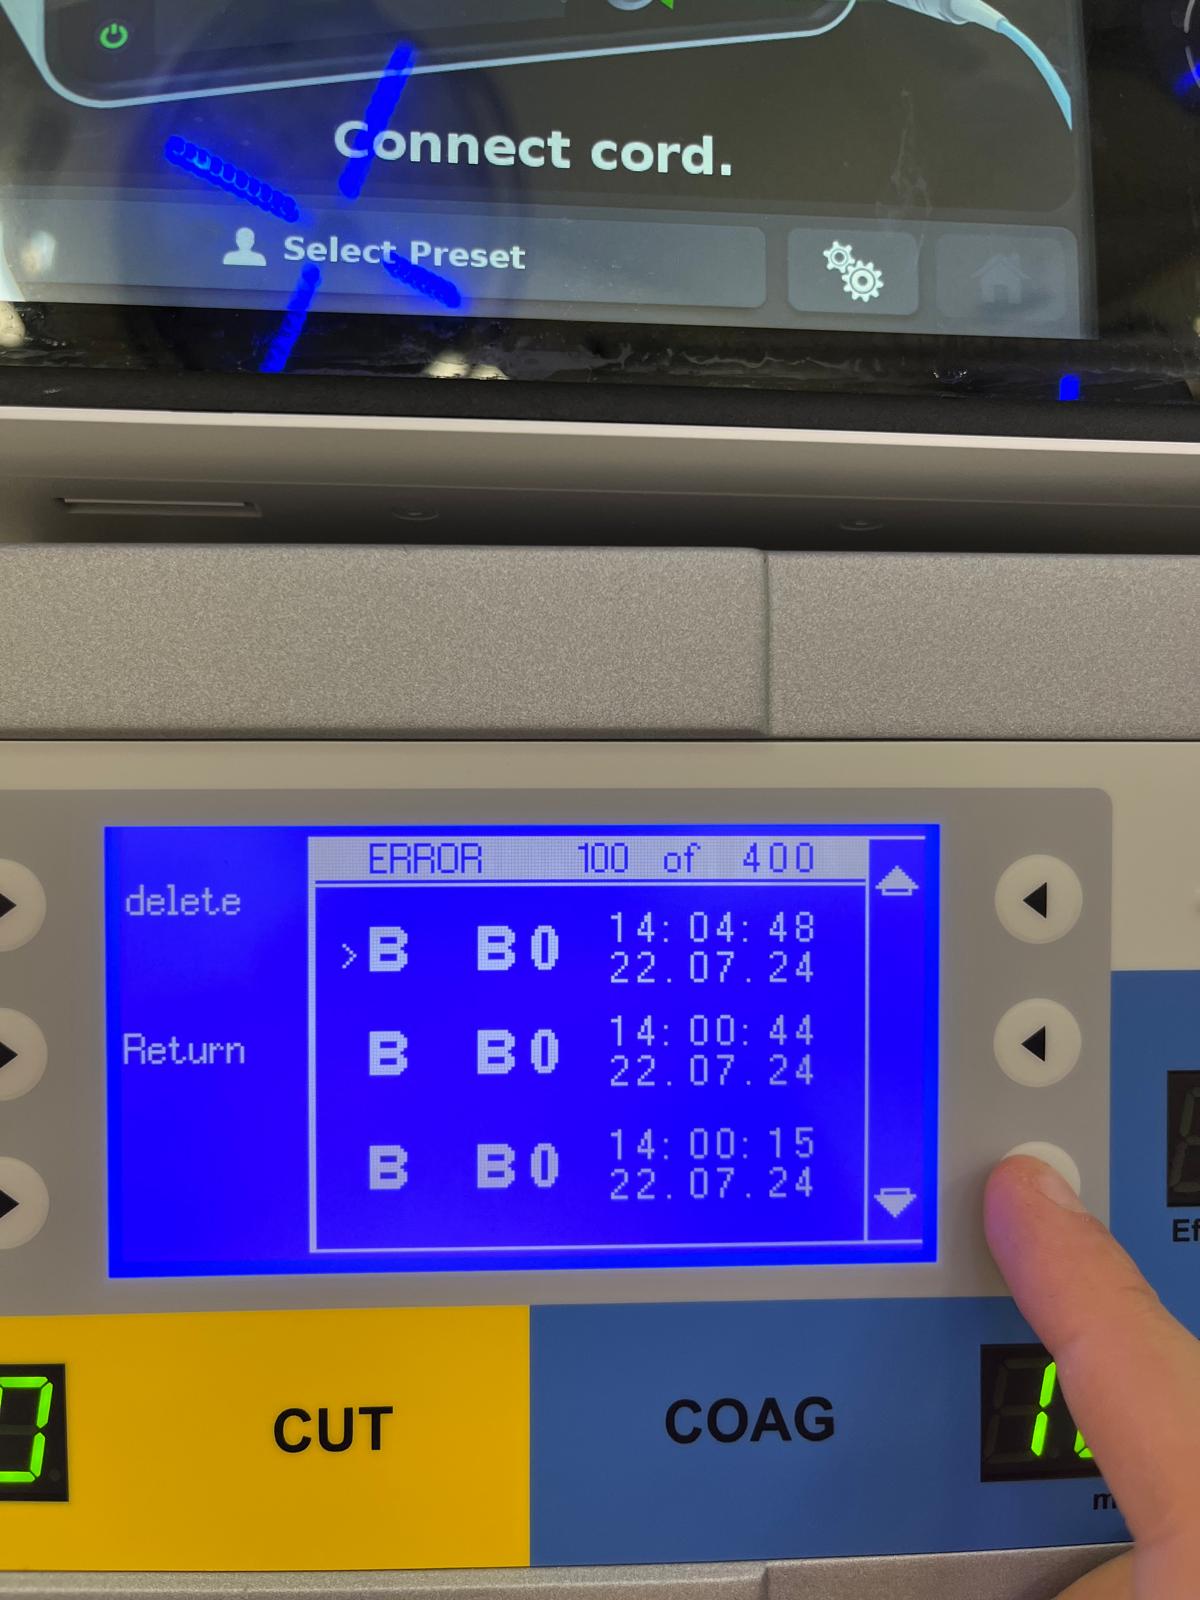 Connect cord.
Select Preset
ERROR 100 of 400
delete
>B B0 14:04:48
22.07.24
Return
B B0 14:00:44
22.07.24
B B0 14:00:15
22.07.24
CUT
COAG